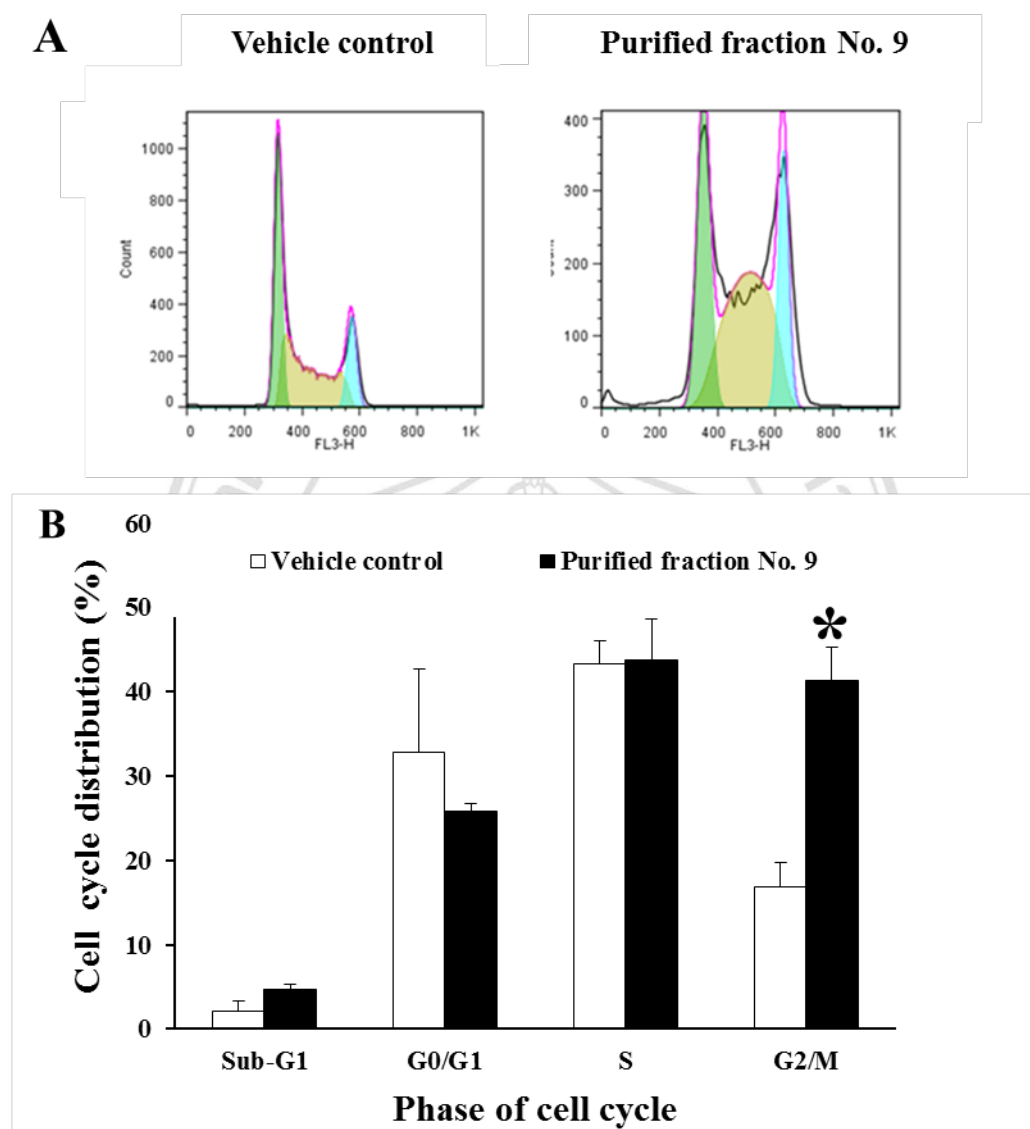 A
Vehicle control
Purified fraction No. 9
1000
800
600
400
200
0
Count
0 200 400 600 800 1K
FL3-H
400
300
200
100
0
0 200 400 600 800 1K
FL3-H
B
60
50
40
30
20
10
0
Cell cycle distribution (%)
Vehicle control
Purified fraction No. 9
*
Sub-G1 G0/G1 S G2/M
Phase of cell cycle